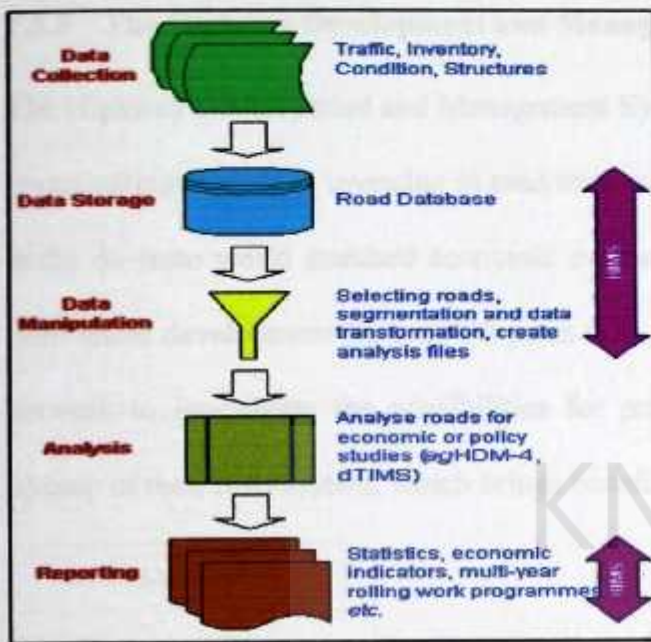 Data
Collection
Traffic, Inventory,
Condition, Structures
Data Storage
Road Database
Data
Manipulation
Selecting roads,
segmentation and data
transformation, create
analysis files
Analysis
Analyse roads for
economic or policy
studies (egHDM-4,
dTIMS)
Reporting
Statistics, economic
indicators, multi-year
rolling work programmes
etc.
KN